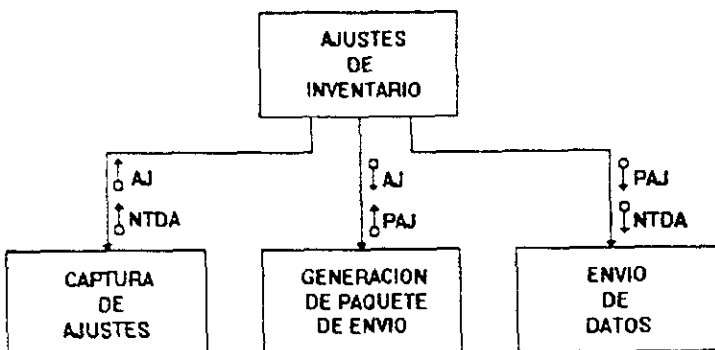 AJUSTES
DE
INVENTARIO
AJ
NTDA
AJ
PAJ
PAJ
NTDA
CAPTURA
DE
AJUSTES
GENERACION
DE PAQUETE
DE ENVIO
ENVIO
DE
DATOS